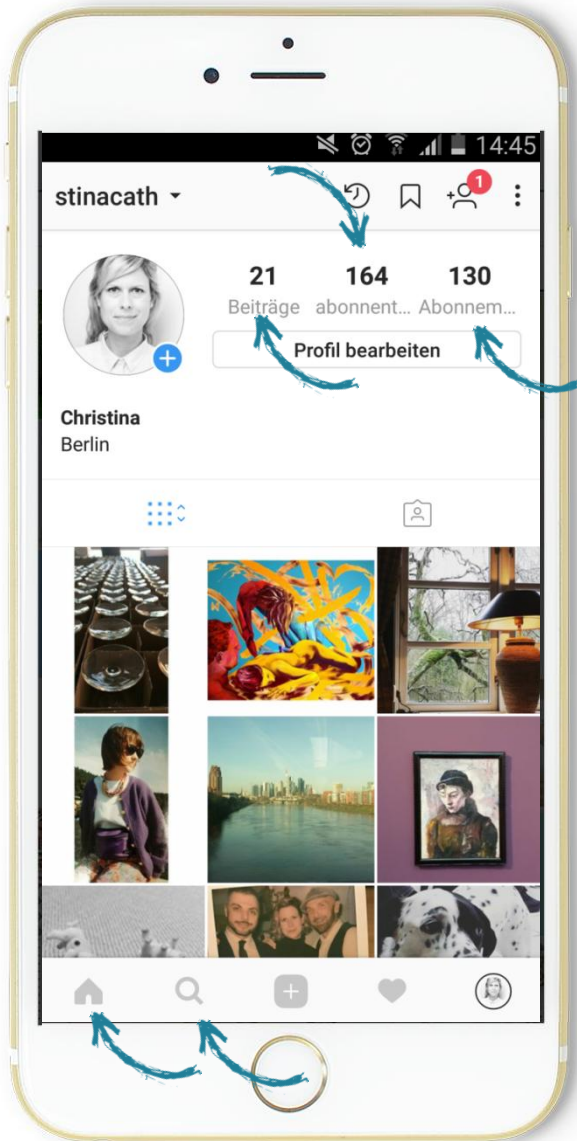 14:45
stinacath
1
21 164 130
Beiträge abonnent... Abonnem...
Profil bearbeiten
Christina
Berlin